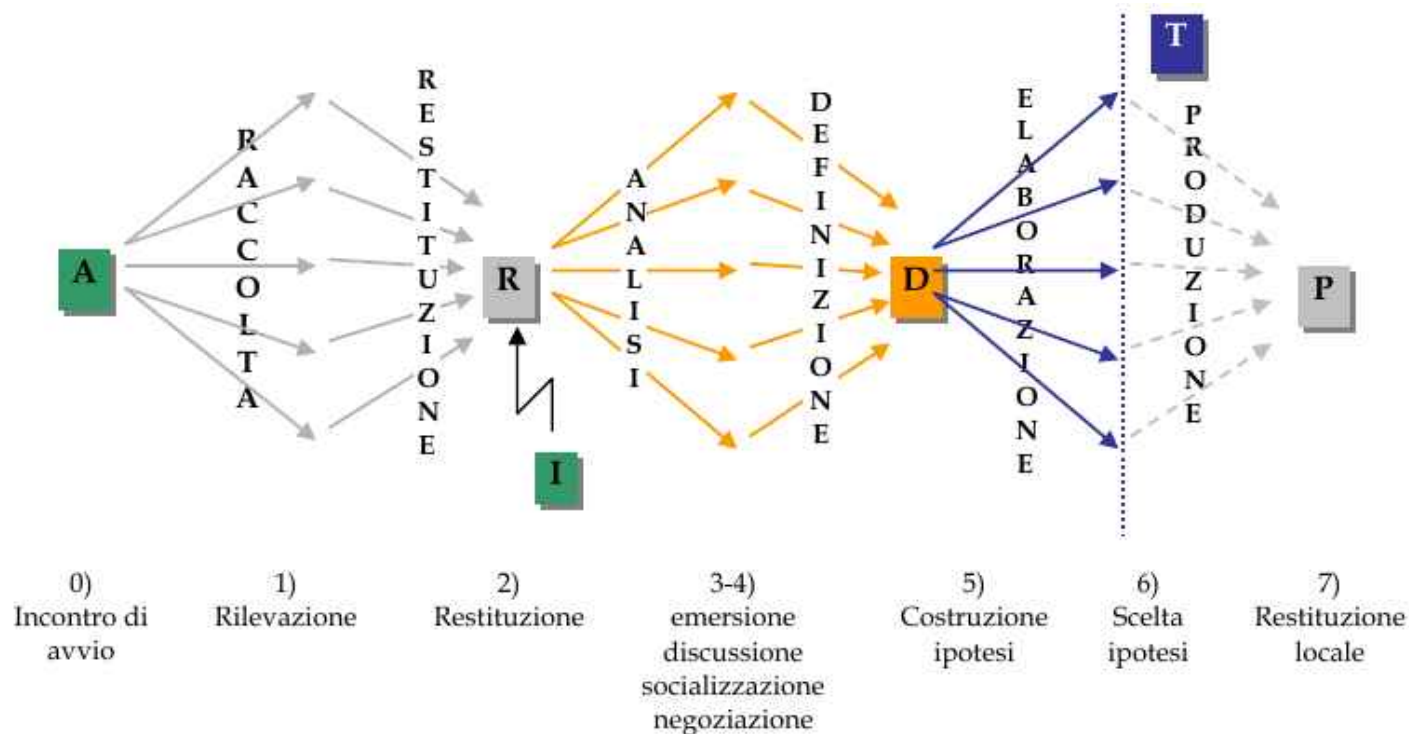 T
RESTITUZIONE
DEFINIZIONE
ELABORAZIONE
PRODUZIONE
RACCOLTA
ANALISI
A
R
D
P
I
0)
Incontro di
avvio
1)
Rilevazione
2)
Restituzione
3-4)
emersione
discussione
socializzazione
negoziazione
5)
Costruzione
ipotesi
6)
Scelta
ipotesi
7)
Restituzione
locale